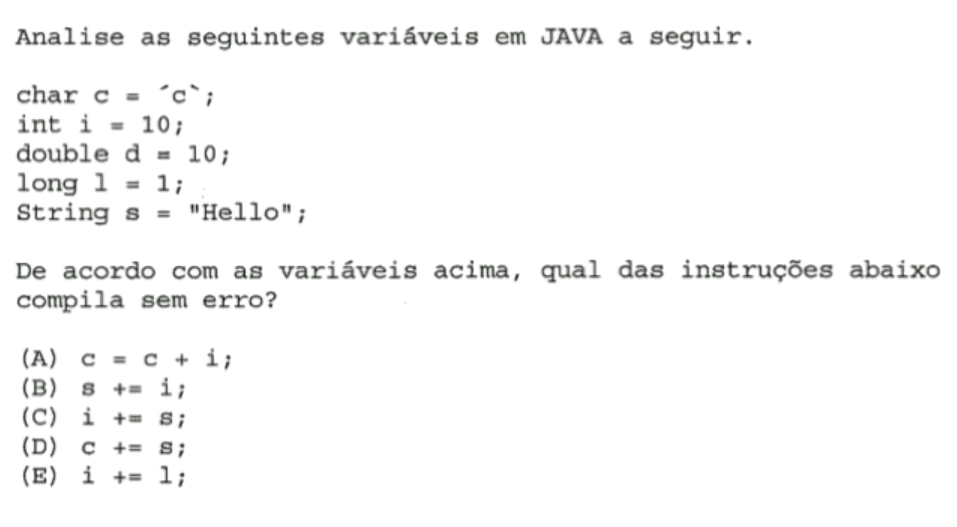 Analise as seguintes variáveis em JAVA a seguir.
char c = ´c`;
int i = 10;
double d = 10;
long l = 1;
String s = "Hello";
De acordo com as variáveis acima, qual das instruções abaixo
compila sem erro?
(A) c = c + i;
(B) s += i;
(C) i += s;
(D) c += s;
(E) i += l;